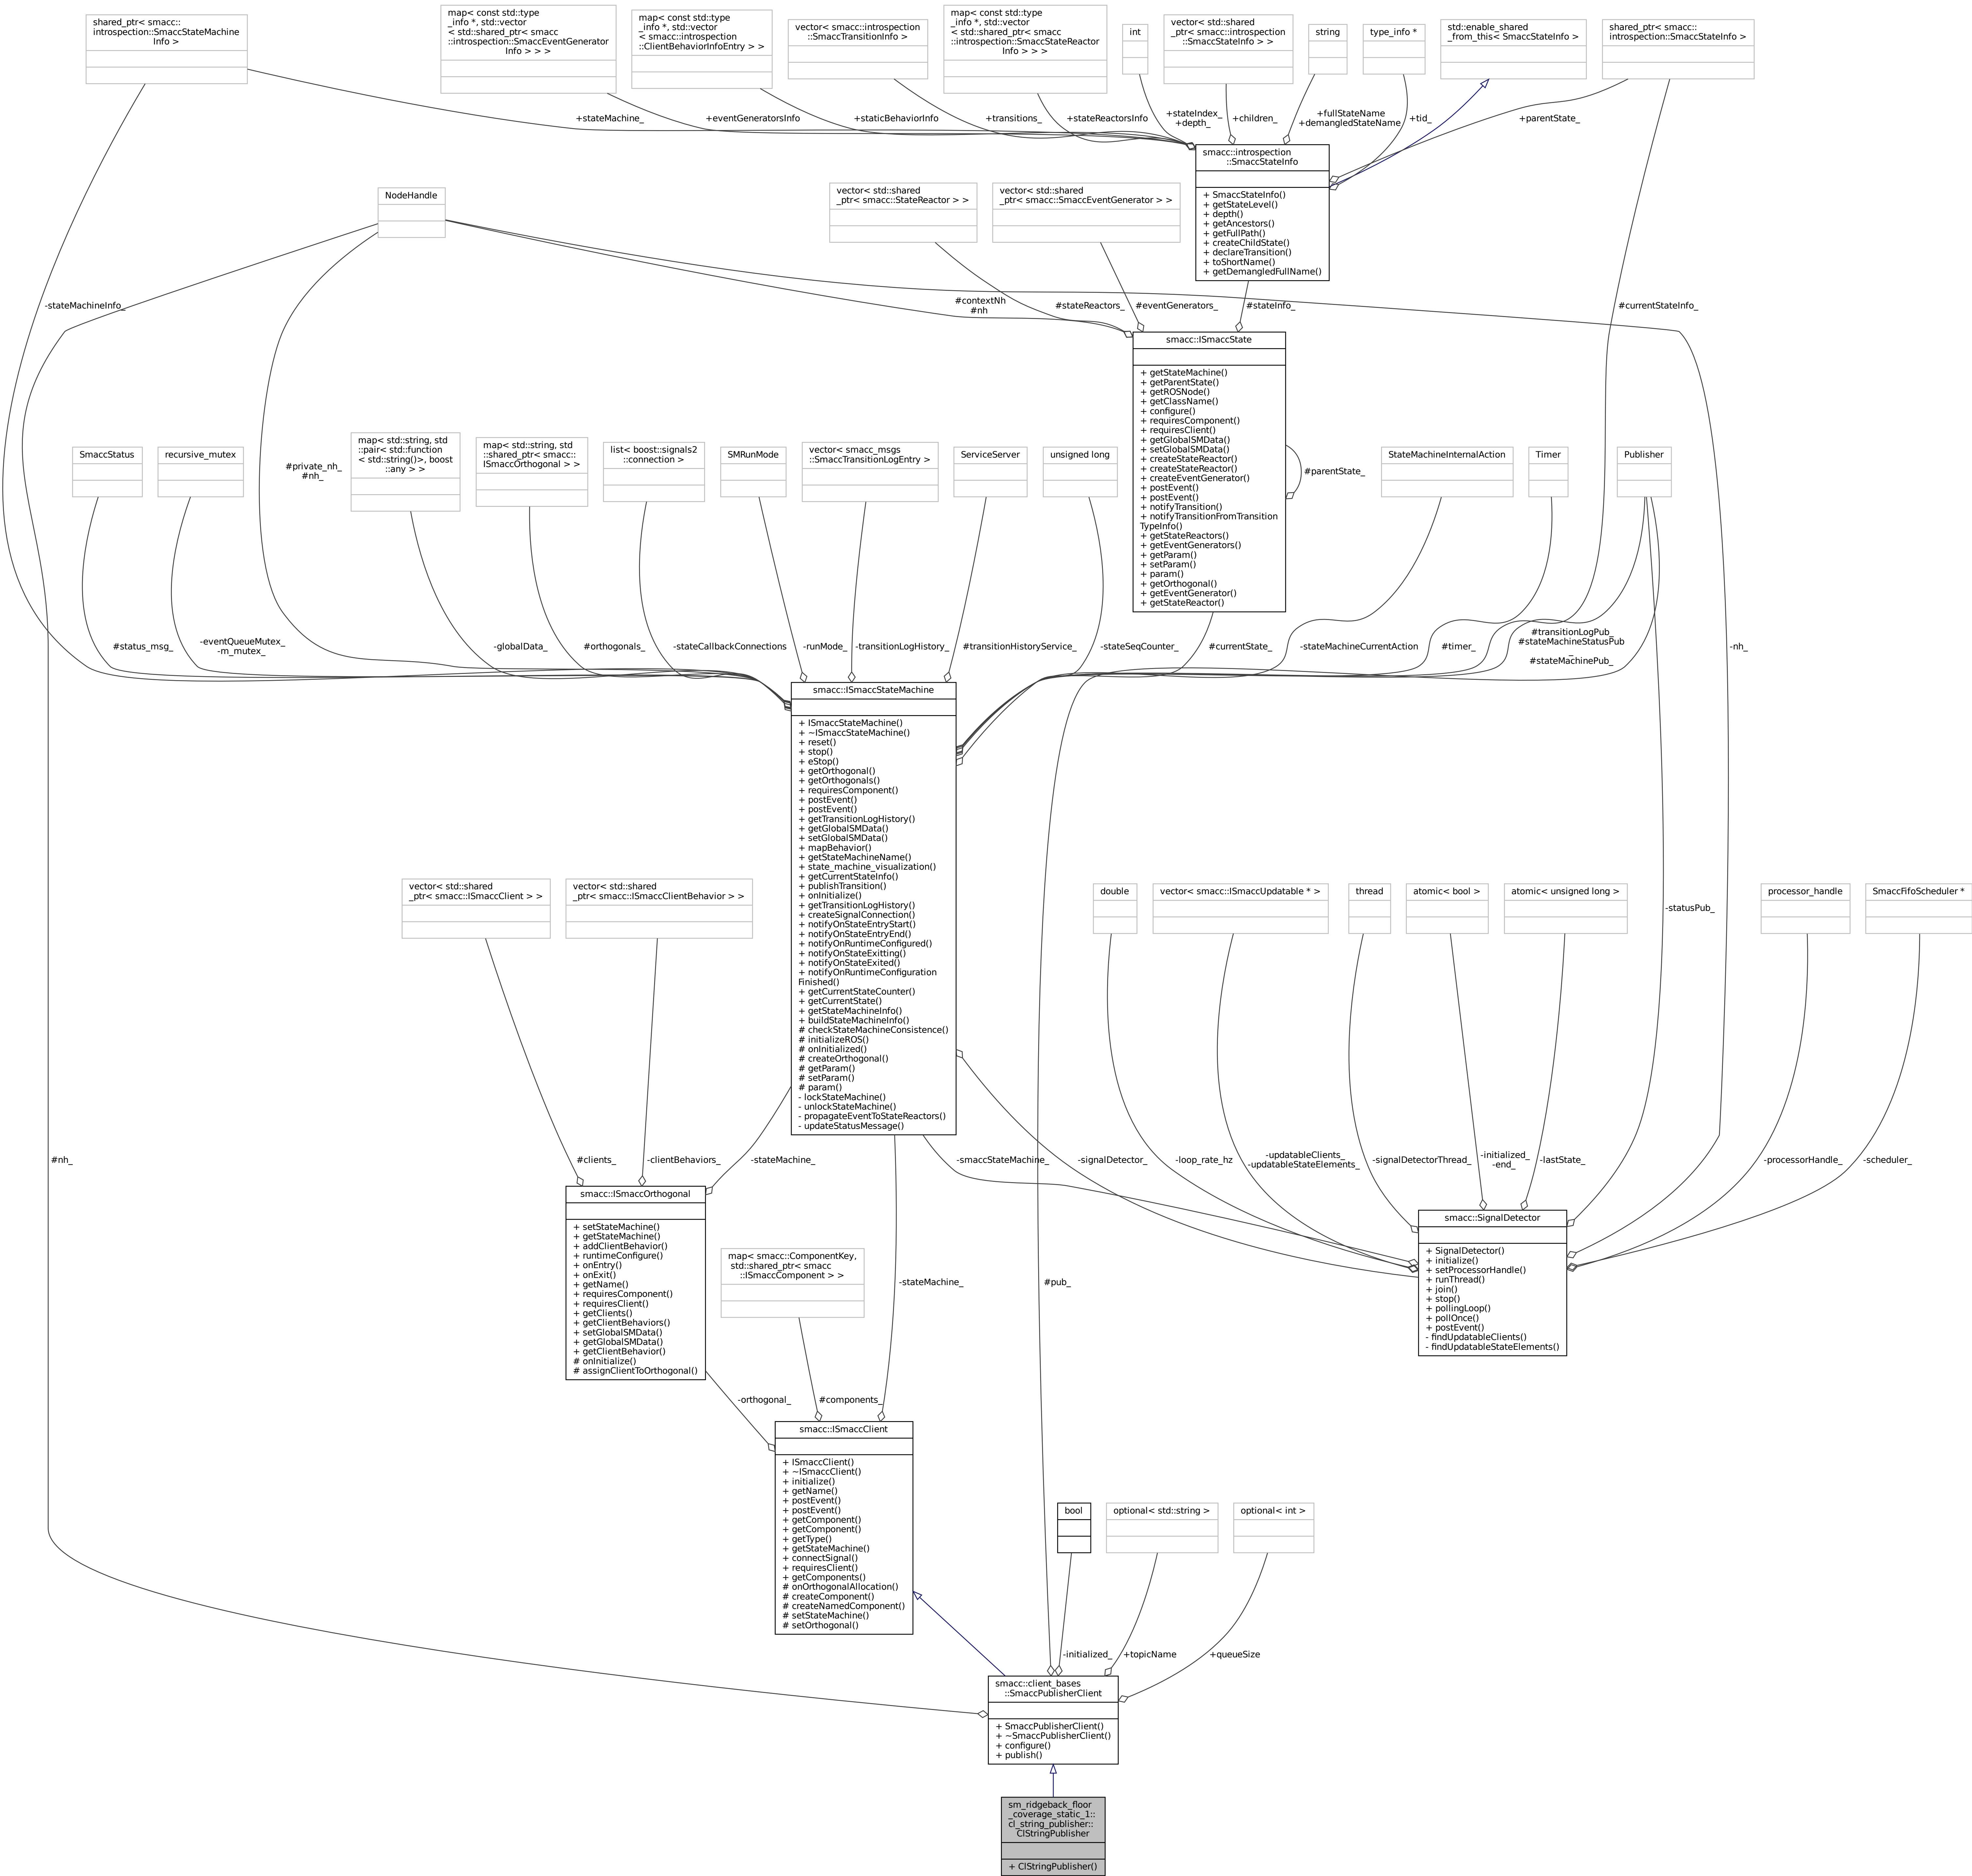 shared_ptr< smacc::
introspection::SmaccStateMachine
Info >
map< const std::type
_info *, std::vector
< std::shared_ptr< smacc
::introspection::SmaccEventGenerator
Info > > >
map< const std::type
_info *, std::vector
< smacc::introspection
::ClientBehaviorInfoEntry > >
vector< smacc::introspection
::SmaccTransitionInfo >
map< const std::type
_info *, std::vector
< std::shared_ptr< smacc
::introspection::SmaccStateReactor
Info > > >
int
vector< std::shared
_ptr< smacc::introspection
::SmaccStateInfo > >
string
type_info *
std::enable_shared
_from_this< SmaccStateInfo >
shared_ptr< smacc::
introspection::SmaccStateInfo >
+stateMachine_
+eventGeneratorsInfo
+staticBehaviorInfo
+transitions_
+stateReactorsInfo
+stateIndex_
+depth_
+children_
+fullStateName
+demangledStateName
+tid_
+parentState_
smacc::introspection
::SmaccStateInfo
+ SmaccStateInfo()
+ getStateLevel()
+ depth()
+ getAncestors()
+ getFullPath()
+ createChildState()
+ declareTransition()
+ toShortName()
+ getDemangledFullName()
NodeHandle
vector< std::shared
_ptr< smacc::StateReactor > >
vector< std::shared
_ptr< smacc::SmaccEventGenerator > >
-stateMachineInfo_
#contextNh
#nh
#stateReactors_
#eventGenerators_
#stateInfo_
#currentStateInfo_
smacc::ISmaccState
+ getStateMachine()
+ getParentState()
+ getROSNode()
+ getClassName()
+ configure()
+ requiresComponent()
+ requiresClient()
+ getGlobalSMData()
+ setGlobalSMData()
+ createStateReactor()
+ createStateReactor()
+ createEventGenerator()
+ postEvent()
+ postEvent()
+ notifyTransition()
+ notifyTransitionFromTransition
TypeInfo()
+ getStateReactors()
+ getEventGenerators()
+ getParam()
+ setParam()
+ param()
+ getOrthogonal()
+ getEventGenerator()
+ getStateReactor()
#parentState_
SmaccStatus
recursive_mutex
#private_nh_
#nh_
map< std::string, std
::pair< std::function
< std::string()>, boost
::any > >
map< std::string, std
::shared_ptr< smacc::
ISmaccOrthogonal > >
list< boost::signals2
::connection >
SMRunMode
vector< smacc_msgs
::SmaccTransitionLogEntry >
ServiceServer
unsigned long
StateMachineInternalAction
Timer
Publisher
#status_msg_
-eventQueueMutex_
-m_mutex_
-globalData_
#orthogonals_
-stateCallbackConnections
-runMode_
-transitionLogHistory_
#transitionHistoryService_
-stateSeqCounter_
#currentState_
-stateMachineCurrentAction
#timer_
#transitionLogPub_
#stateMachineStatusPub
_
#stateMachinePub_
-nh_
smacc::ISmaccStateMachine
+ ISmaccStateMachine()
+ ~ISmaccStateMachine()
+ reset()
+ stop()
+ eStop()
+ getOrthogonal()
+ getOrthogonals()
+ requiresComponent()
+ postEvent()
+ postEvent()
+ getTransitionLogHistory()
+ getGlobalSMData()
+ setGlobalSMData()
+ mapBehavior()
+ getStateMachineName()
+ state_machine_visualization()
+ getCurrentStateInfo()
+ publishTransition()
+ onInitialize()
+ getTransitionLogHistory()
+ createSignalConnection()
+ notifyOnStateEntryStart()
+ notifyOnStateEntryEnd()
+ notifyOnRuntimeConfigured()
+ notifyOnStateExitting()
+ notifyOnStateExited()
+ notifyOnRuntimeConfiguration
Finished()
+ getCurrentStateCounter()
+ getCurrentState()
+ getStateMachineInfo()
+ buildStateMachineInfo()
# checkStateMachineConsistence()
# initializeROS()
# onInitialized()
# createOrthogonal()
# getParam()
# setParam()
# param()
- lockStateMachine()
- unlockStateMachine()
- propagateEventToStateReactors()
- updateStatusMessage()
vector< std::shared
_ptr< smacc::ISmaccClient > >
vector< std::shared
_ptr< smacc::ISmaccClientBehavior > >
double
vector< smacc::ISmaccUpdatable * >
thread
atomic< bool >
atomic< unsigned long >
-statusPub_
processor_handle
SmaccFifoScheduler *
#nh_
#clients_
-clientBehaviors_
-stateMachine_
-smaccStateMachine_
-signalDetector_
-loop_rate_hz
-updatableClients_
-updatableStateElements_
-signalDetectorThread_
-initialized_
-end_
-lastState_
-processorHandle_
-scheduler_
smacc::ISmaccOrthogonal
+ setStateMachine()
+ getStateMachine()
+ addClientBehavior()
+ runtimeConfigure()
+ onEntry()
+ onExit()
+ getName()
+ requiresComponent()
+ requiresClient()
+ getClients()
+ getClientBehaviors()
+ setGlobalSMData()
+ getGlobalSMData()
+ getClientBehavior()
# onInitialize()
# assignClientToOrthogonal()
smacc::SignalDetector
+ SignalDetector()
+ initialize()
+ setProcessorHandle()
+ runThread()
+ join()
+ stop()
+ pollingLoop()
+ pollOnce()
+ postEvent()
- findUpdatableClients()
- findUpdatableStateElements()
map< smacc::ComponentKey,
std::shared_ptr< smacc
::ISmaccComponent > >
-stateMachine_
#pub_
-orthogonal_
#components_
smacc::ISmaccClient
+ ISmaccClient()
+ ~ISmaccClient()
+ initialize()
+ getName()
+ postEvent()
+ postEvent()
+ getComponent()
+ getComponent()
+ getType()
+ getStateMachine()
+ connectSignal()
+ requiresClient()
+ getComponents()
# onOrthogonalAllocation()
# createComponent()
# createNamedComponent()
# setStateMachine()
# setOrthogonal()
bool
optional< std::string >
optional< int >
-initialized_
+topicName
+queueSize
smacc::client_bases
::SmaccPublisherClient
+ SmaccPublisherClient()
+ ~SmaccPublisherClient()
+ configure()
+ publish()
sm_ridgeback_floor
_coverage_static_1::
cl_string_publisher::
ClStringPublisher
+ ClStringPublisher()